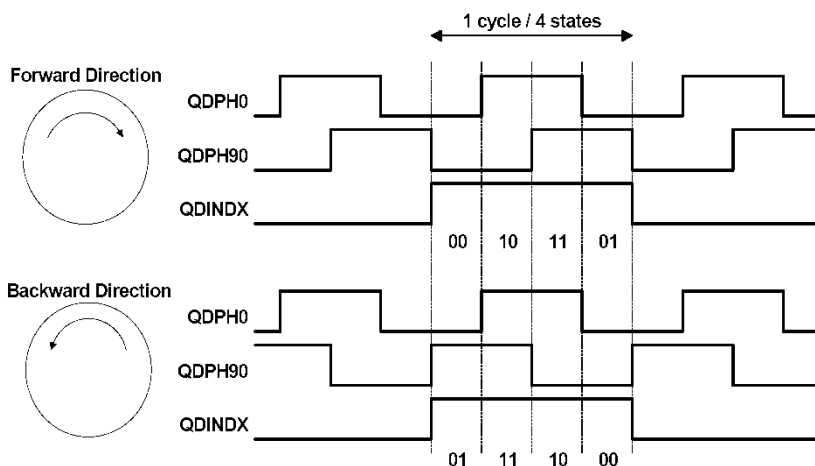 1 cycle / 4 states
Forward Direction
QDPH0
QDPH90
QDINDX
00 10 11 01
Backward Direction
QDPH0
QDPH90
QDINDX
01 11 10 00